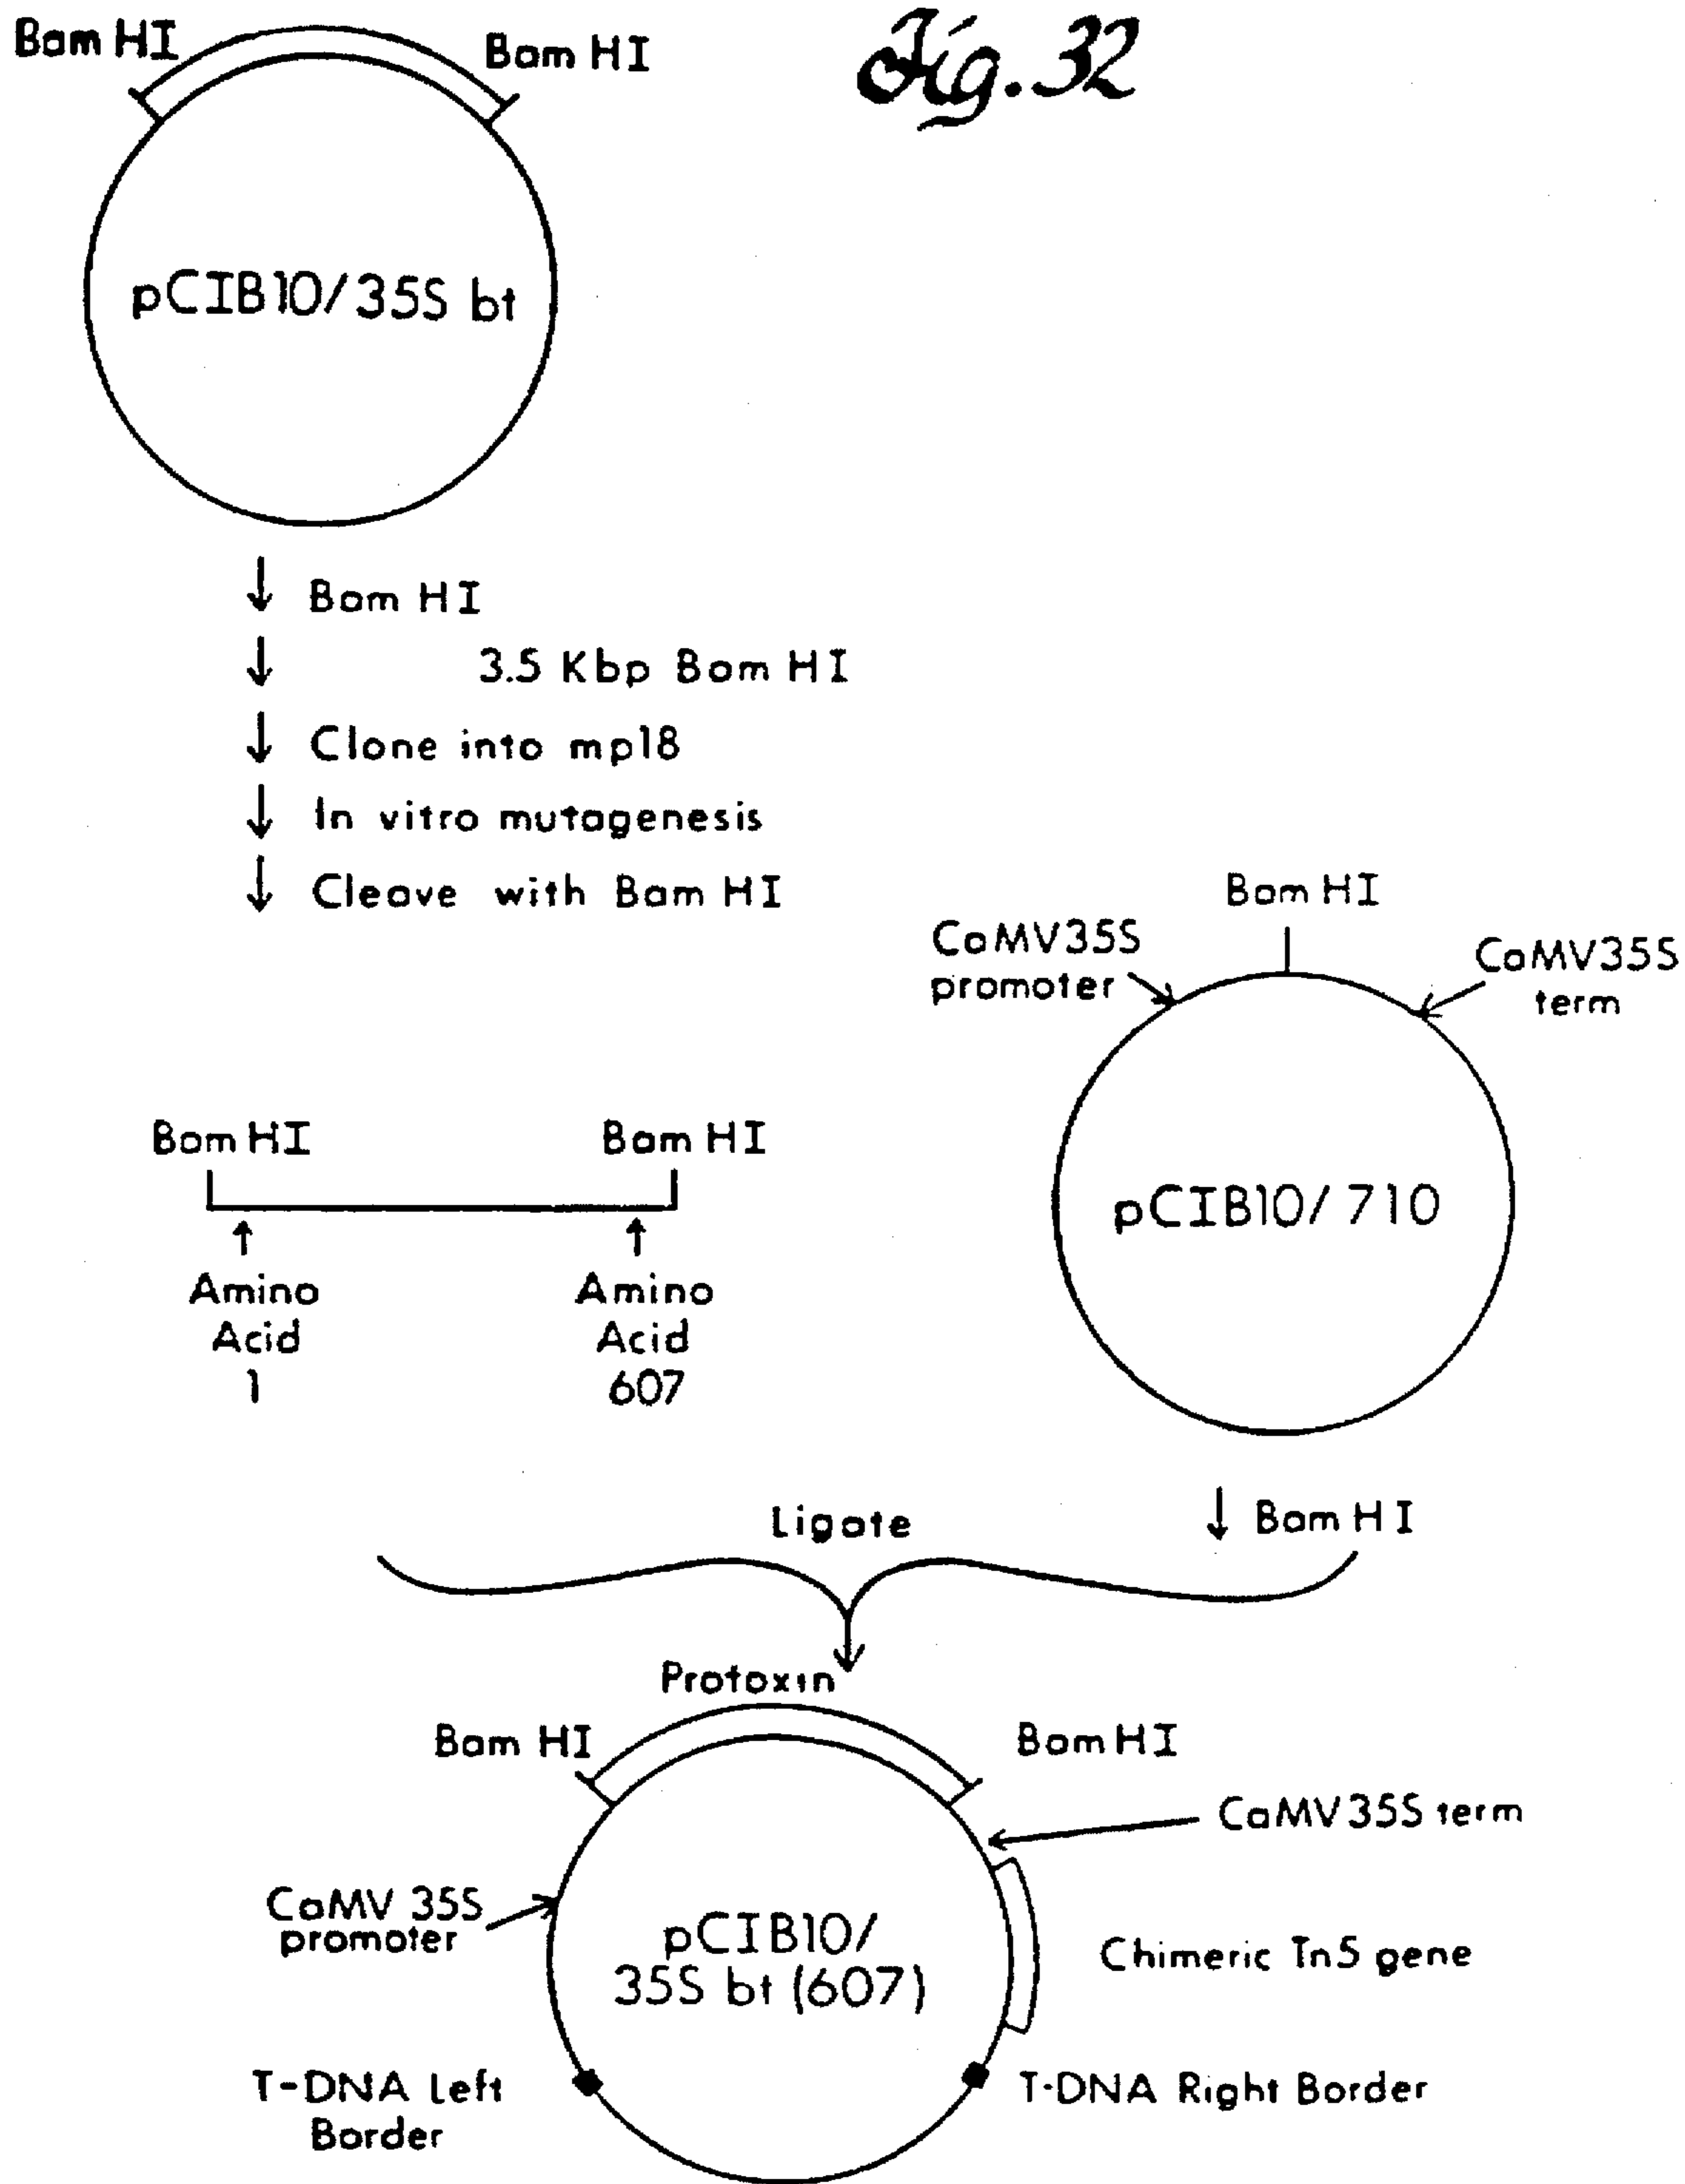 Fig. 32
Bam HI
Bam HI
pCIB10/35S bt
Bam HI
3.5 Kbp Bam HI
Clone into mp18
In vitro mutagenesis
Cleave with Bam HI
Bam HI
CaMV35S
promoter
CaMV35S
term
pCIB10/710
Bam HI
Bam HI
Amino
Acid
1
Amino
Acid
607
Bam HI
Ligate
Protoxin
Bam HI
Bam HI
CaMV35S term
CaMV 35S
promoter
pCIB10/
35S bt (607)
Chimeric Tn5 gene
T-DNA Left
Border
T-DNA Right Border